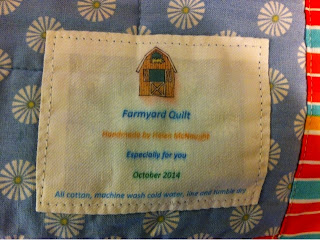 Farmyard Quilt
Handmade by Helen McNaught
Especially for you
October 2014
All cotton, machine wash cold water, line and tumble dry